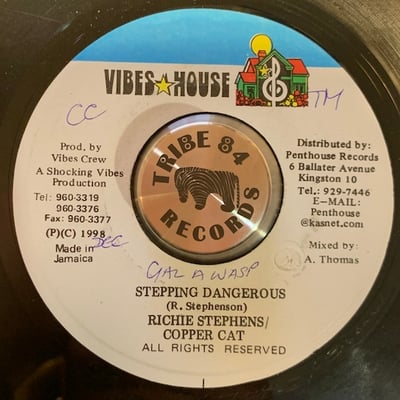 VIBES HOUSE
CC
TM
Prod. by
Vibes Crew
A Shocking Vibes
Production
Tel: 960-3319
960-3376
Fax: 960-3377
(P)(C) 1998
DEC
Made in
Jamaica
TRIBE 84
RECORDS
Distributed by:
Penthouse Records
6 Ballater Avenue
Kingston 10
Tel.: 929-7446
E-MAIL:
Penthouse
@kasnet.com
Mixed by:
A. Thomas
GAL A WASP
STEPPING DANGEROUS
(R. Stephenson)
RICHIE STEPHENS/
COPPER CAT
ALL RIGHTS RESERVED